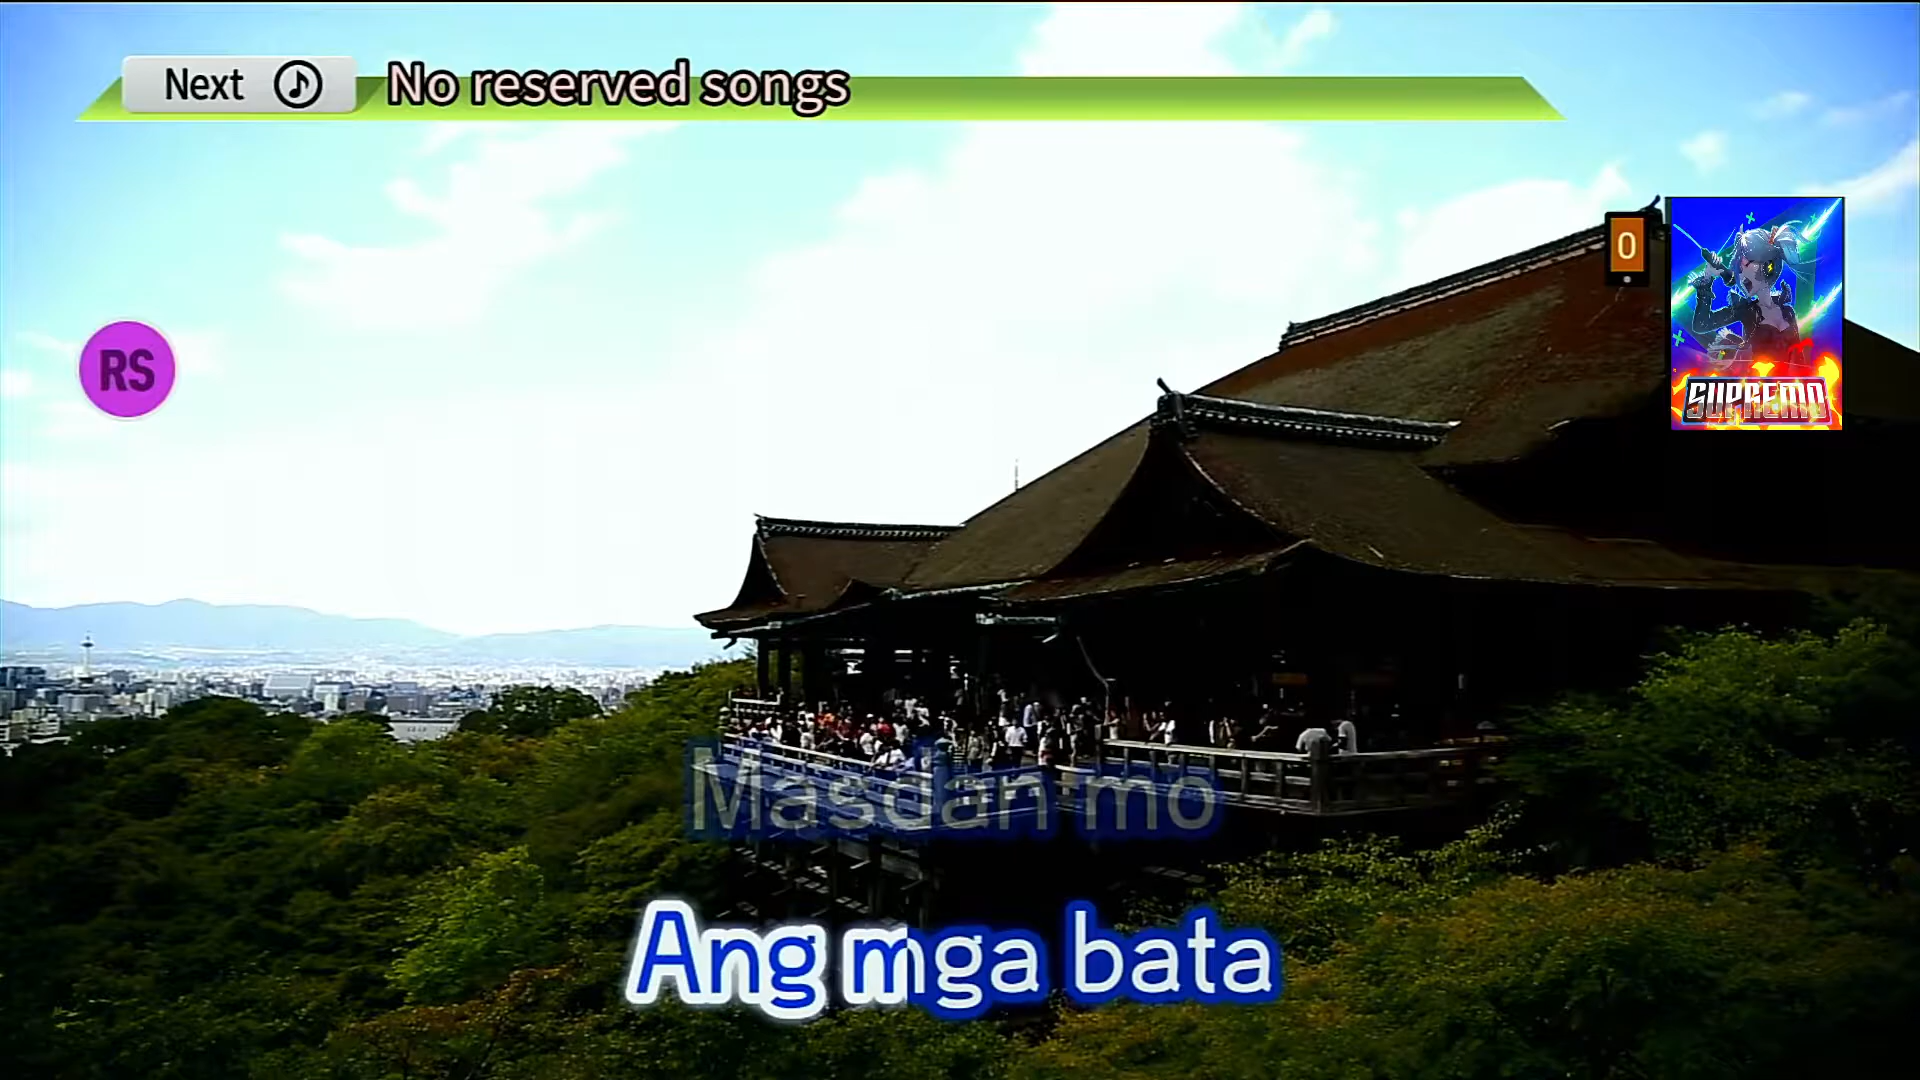 Next
No reserved songs
0
RS
SUPREMO
Masdan mo
Ang mga bata